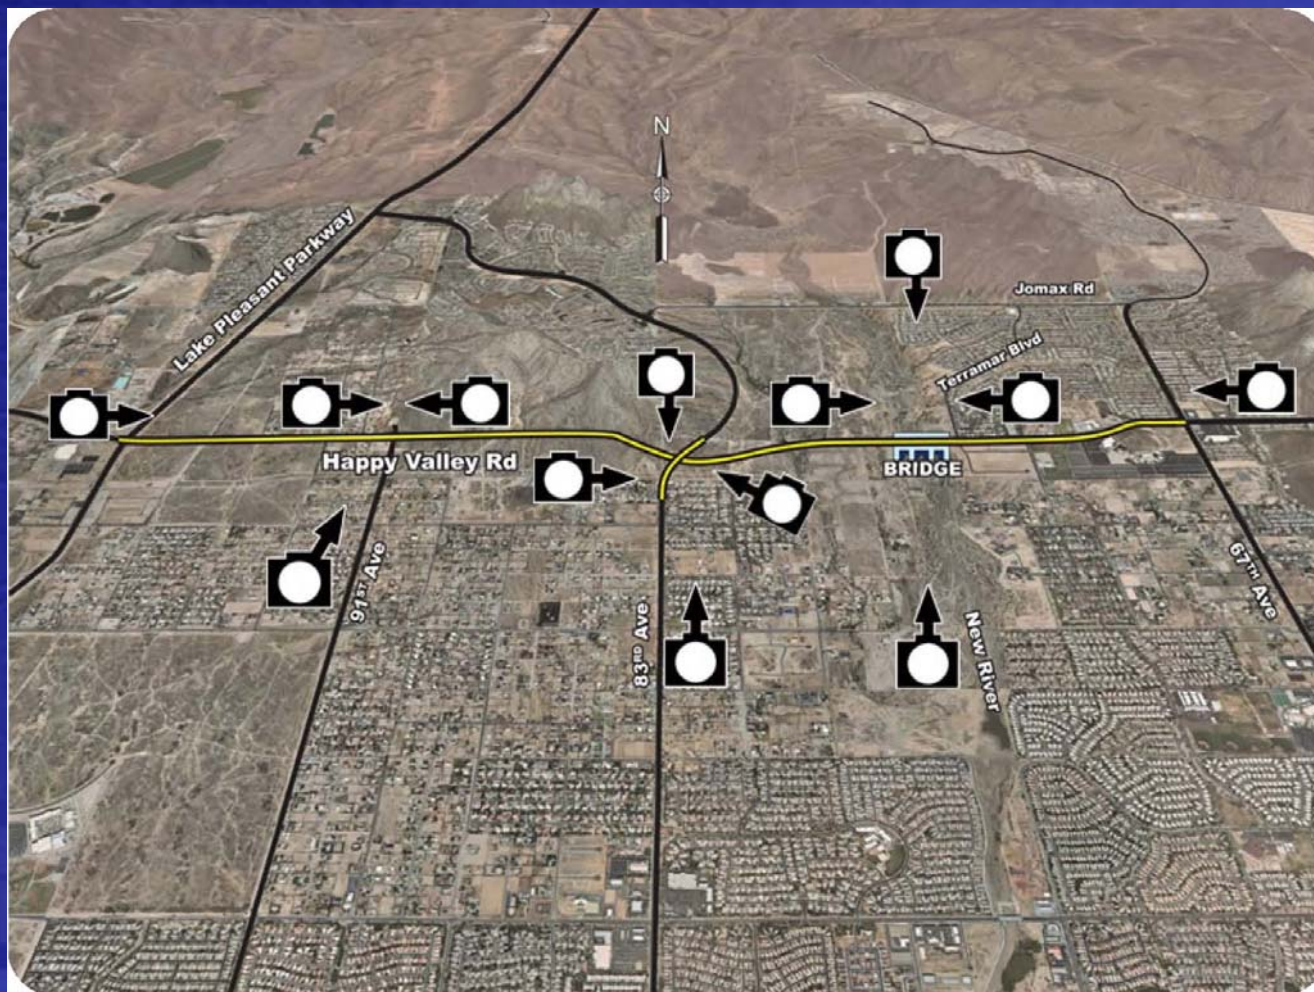 N
Jomax Rd
Lake Pleasant Parkway
Terramar Blvd
Happy Valley Rd
BRIDGE
91ST Ave
67TH Ave
83RD Ave
New River